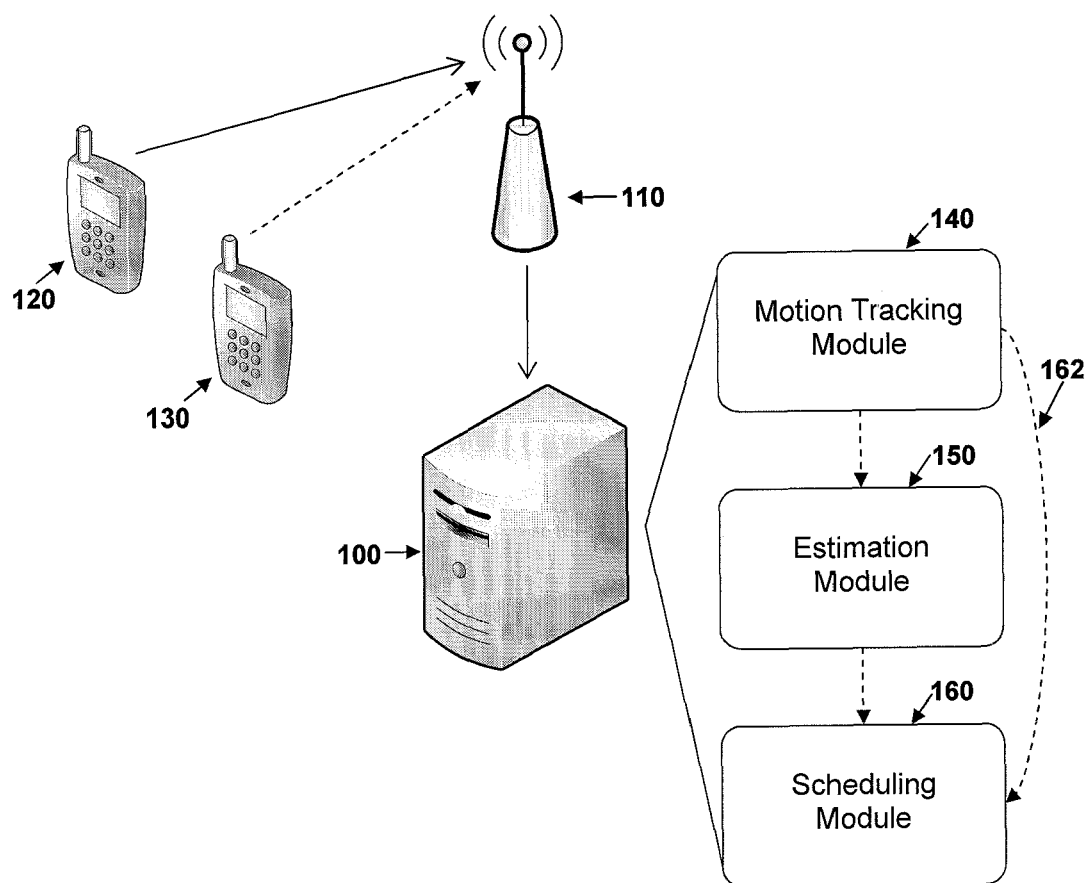 110
140
120
Motion Tracking
Module
162
130
150
100
Estimation
Module
160
Scheduling
Module